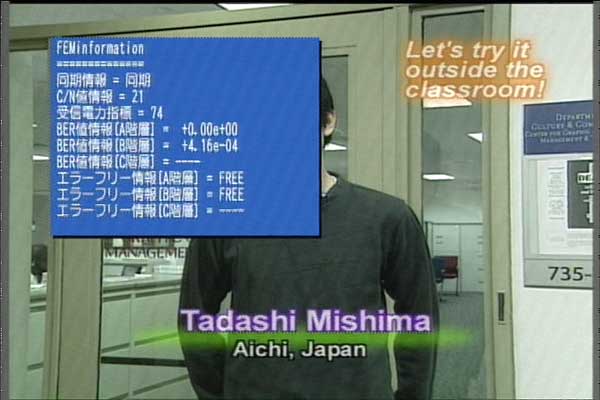 FEMinformation
==============
同期情報 = 同期
C/N値情報 = 21
受信電力指標 = 74
BER値情報[A階層] = +0.00e+00
BER値情報[B階層] = +4.16e-04
BER値情報[C階層] = ----
エラーフリー情報[A階層] = FREE
エラーフリー情報[B階層] = FREE
エラーフリー情報[C階層] = ----
Let's try it
outside the
classroom!
DEPARTM
CULTURE & CO
CENTER FOR GRAPHIC
MANAGEMENT &
MANAGEMENT
735-
Tadashi Mishima
Aichi, Japan